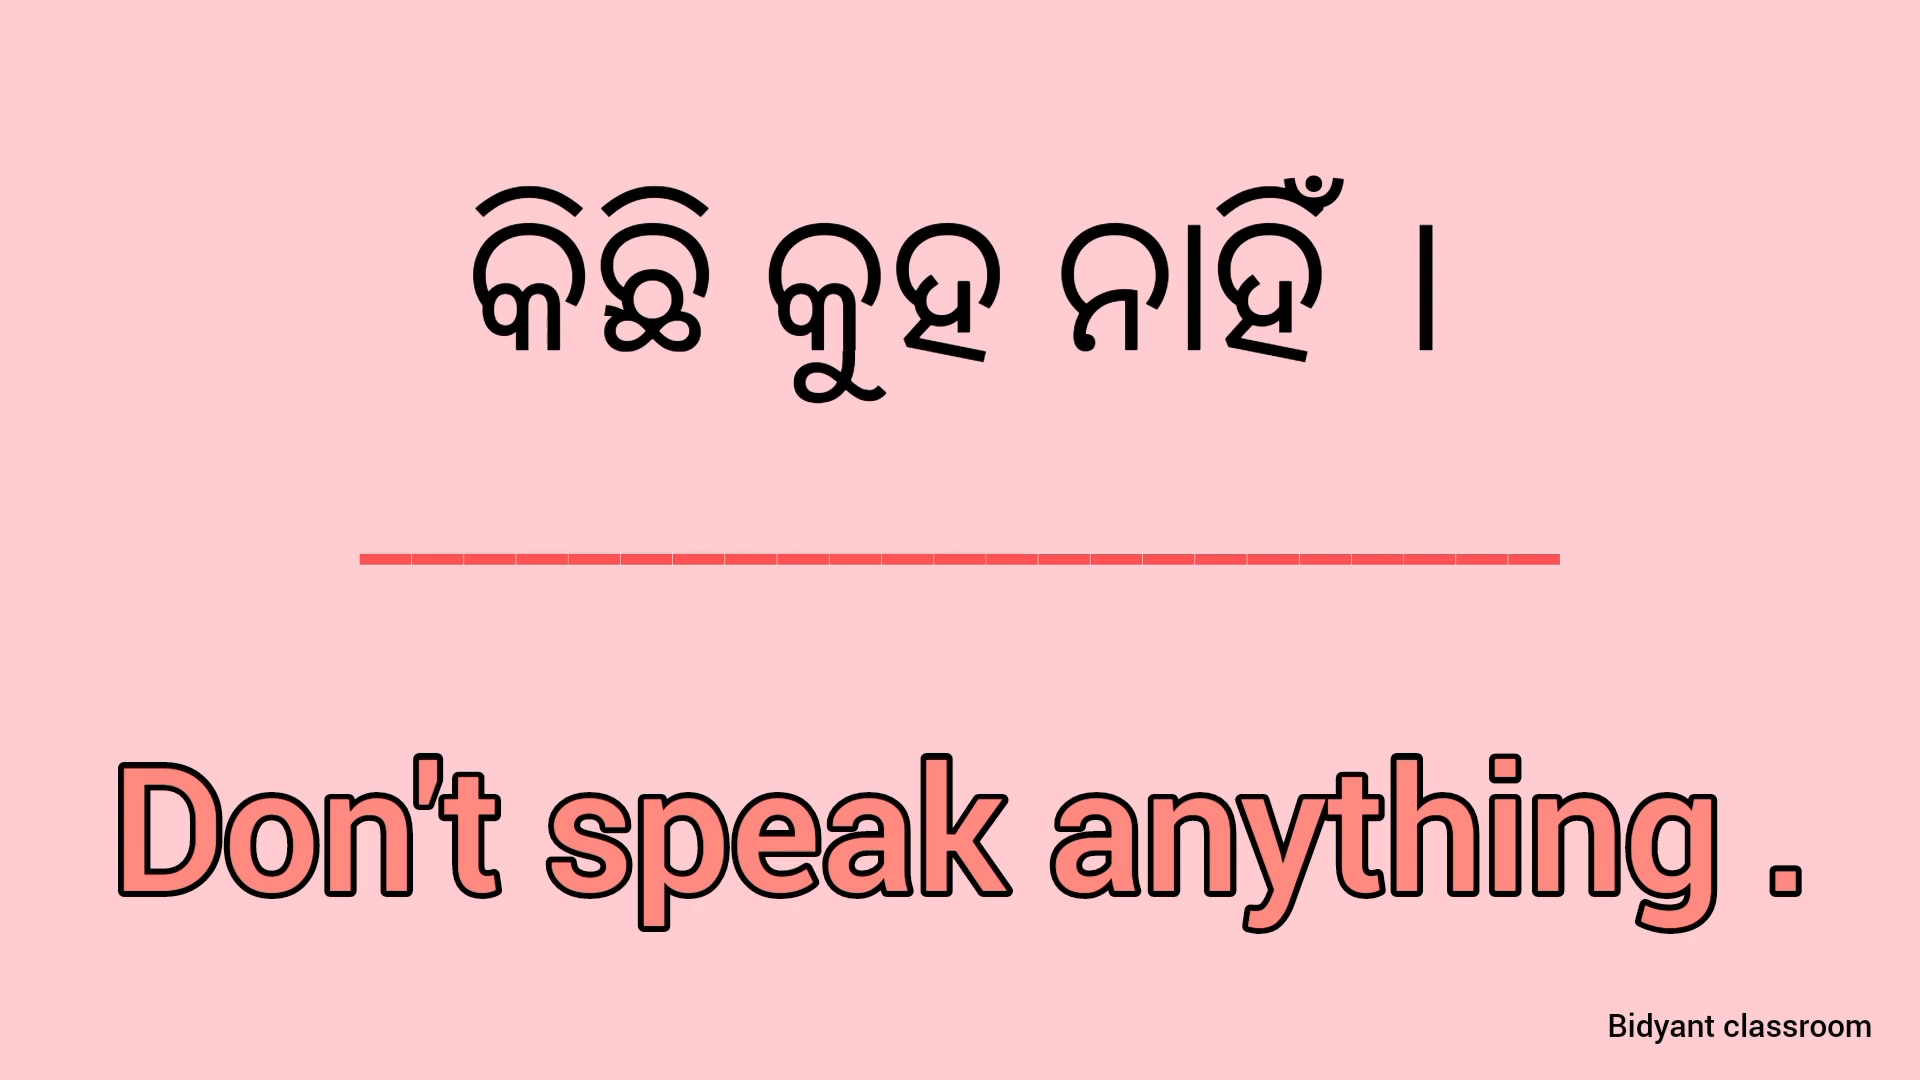 କିଛି କୁହ ନାହିଁ ।
Don't speak anything .
Bidyant classroom